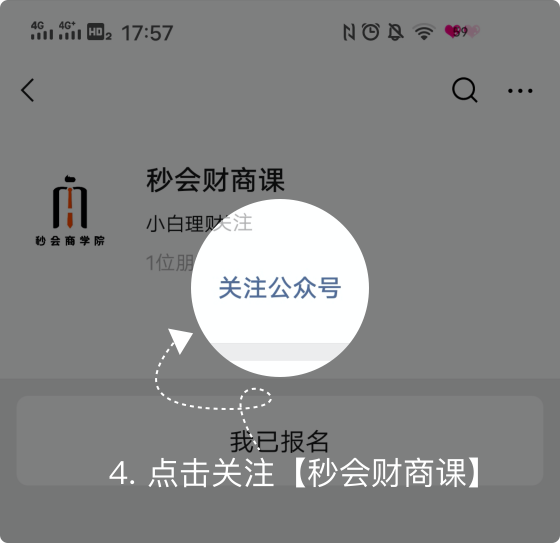 4G 4G+ HD 2 17:57 59
秒会财商课
秒会商学院
小白理财关注
1位朋
关注公众号
我已报名
4. 点击关注【秒会财商课】